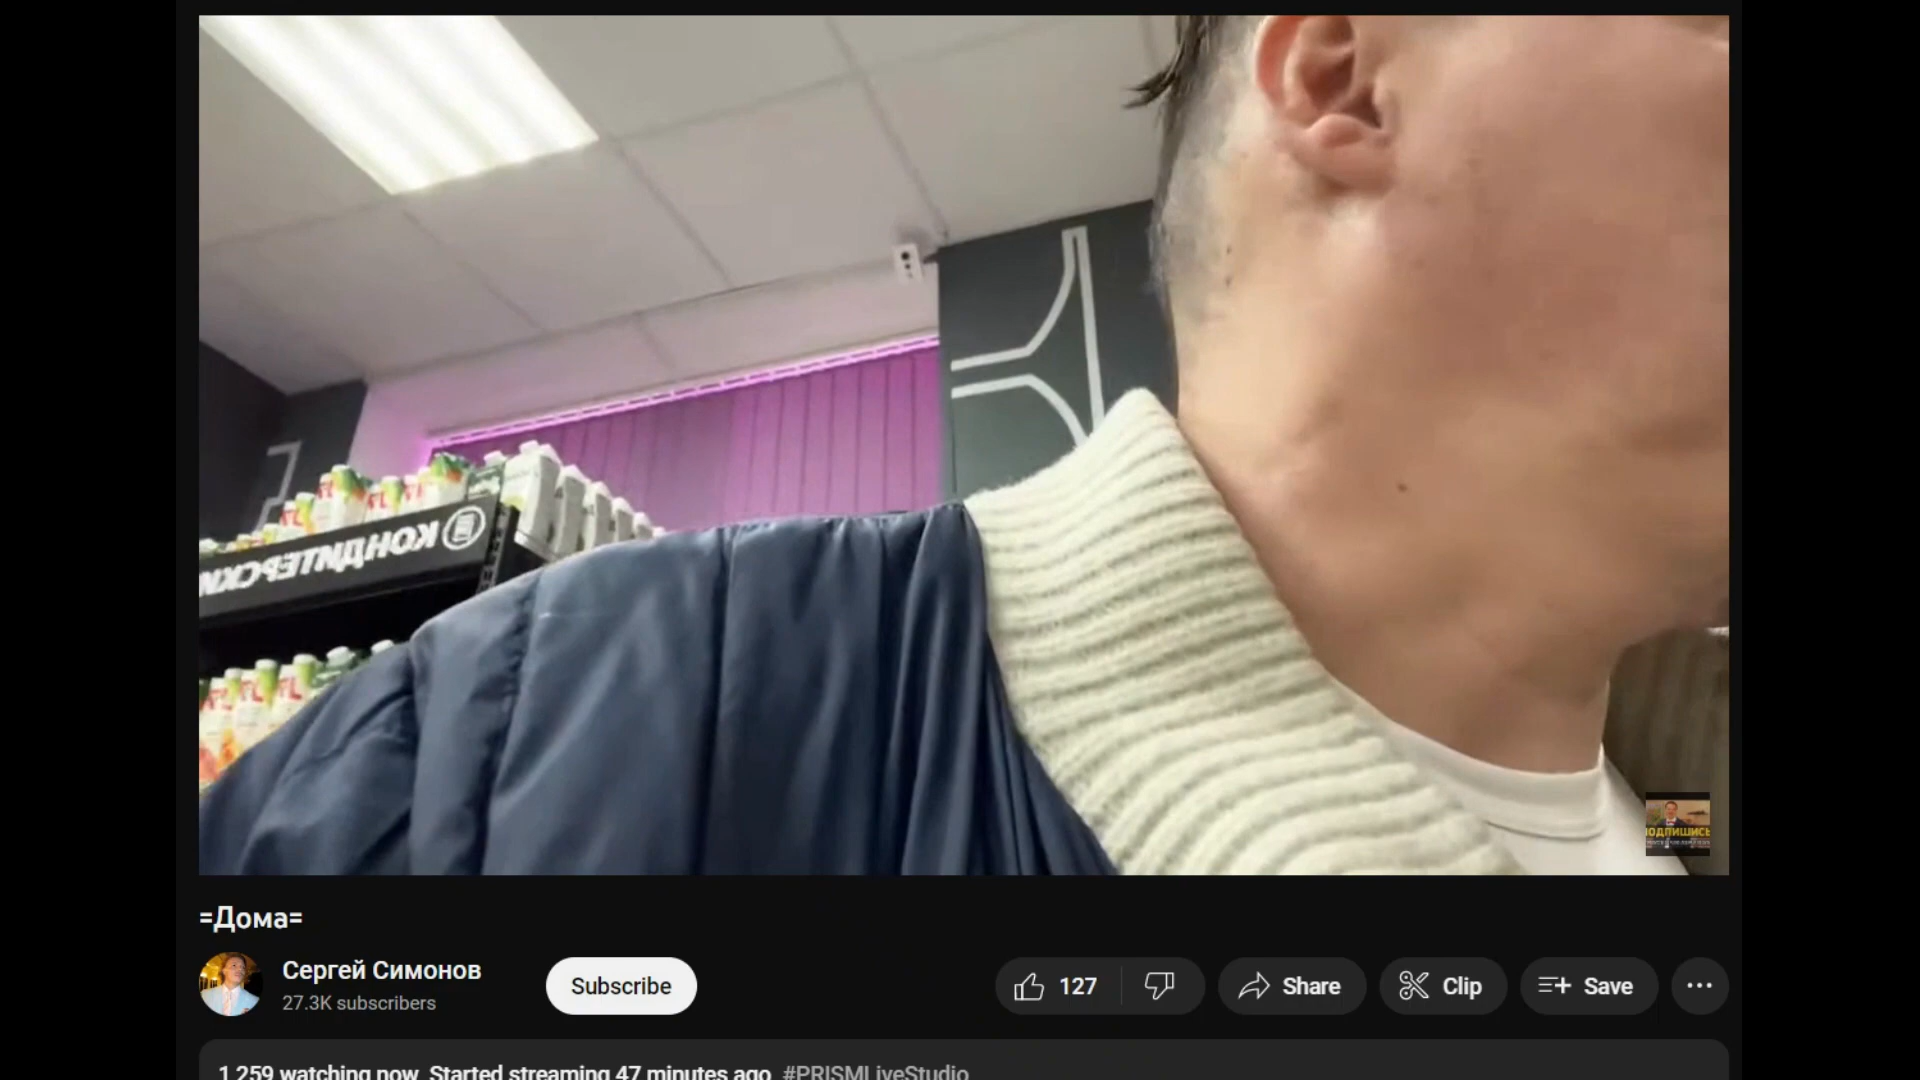 КОНДИТЕРСКИ
ПОДПИШИСЬ
=Дома=
Сергей Симонов
27.3K subscribers
Subscribe
127
Share
Clip
Save
1,259 watching now Started streaming 47 minutes ago #PRISMLiveStudio